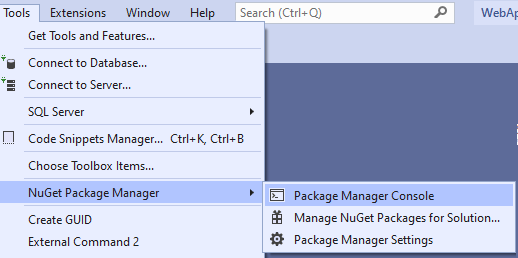 Tools Extensions Window Help Search (Ctrl+Q) WebAp
Get Tools and Features...
Connect to Database...
Connect to Server...
SQL Server
Code Snippets Manager... Ctrl+K, Ctrl+B
Choose Toolbox Items...
NuGet Package Manager
Package Manager Console
Create GUID
Manage NuGet Packages for Solution...
External Command 2
Package Manager Settings